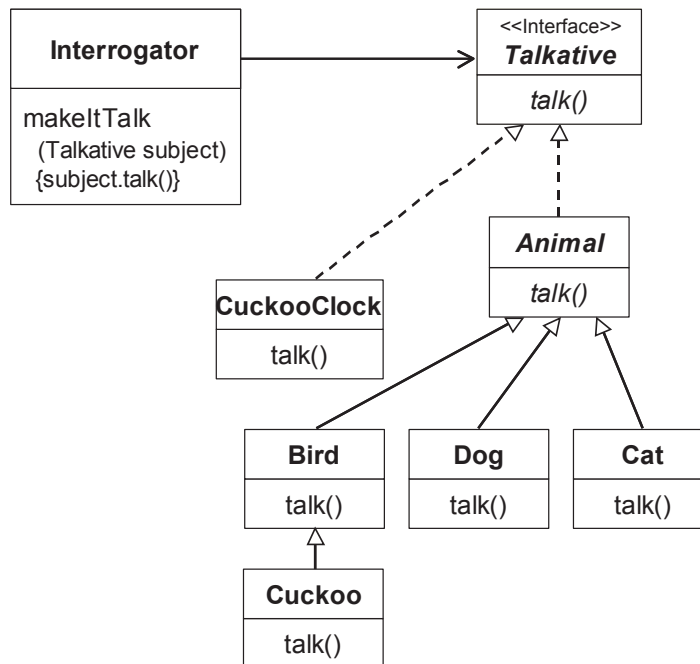 Interrogator
makeItTalk
(Talkative subject)
{subject.talk()}
<<Interface>>
Talkative
talk()
Animal
talk()
CuckooClock
talk()
Bird
talk()
Dog
talk()
Cat
talk()
Cuckoo
talk()